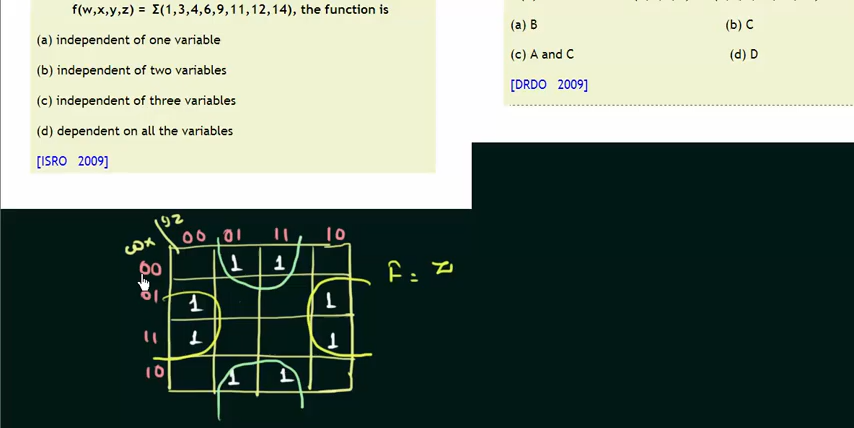 f(w,x,y,z) = Σ(1,3,4,6,9,11,12,14), the function is
(a) independent of one variable
(b) independent of two variables
(c) independent of three variables
(d) dependent on all the variables
[ISRO 2009]
(a) B (b) C
(c) A and C (d) D
[DRDO 2009]
yz
wx 00 01 11 10
00 1 1
01 1 1
11 1 1
10 1 1
F = z